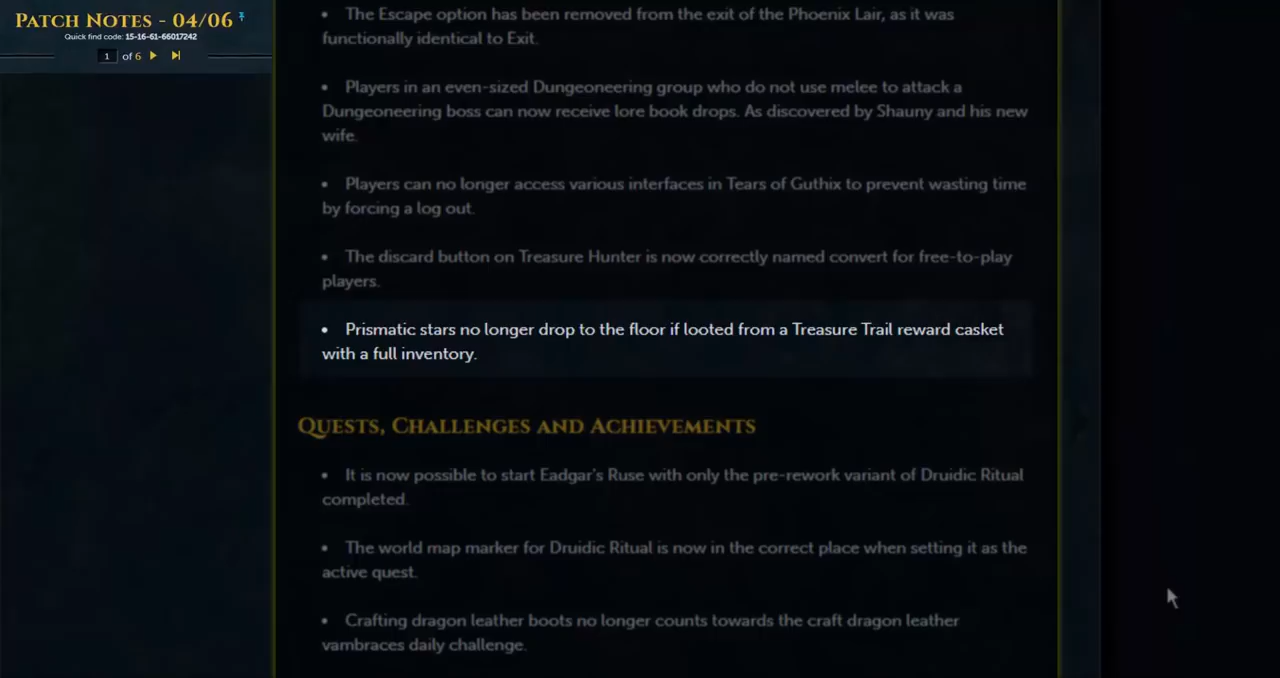 PATCH NOTES - 04/06
Quick find code: 15-16-61-66017242
1 of 6
• The Escape option has been removed from the exit of the Phoenix Lair, as it was
functionally identical to Exit.
• Players in an even-sized Dungeoneering group who do not use melee to attack a
Dungeoneering boss can now receive lore book drops. As discovered by Shauny and his new
wife.
• Players can no longer access various interfaces in Tears of Guthix to prevent wasting time
by forcing a log out.
• The discard button on Treasure Hunter is now correctly named convert for free-to-play
players.
• Prismatic stars no longer drop to the floor if looted from a Treasure Trail reward casket
with a full inventory.
QUESTS, CHALLENGES AND ACHIEVEMENTS
• It is now possible to start Eadgar's Ruse with only the pre-rework variant of Druidic Ritual
completed.
• The world map marker for Druidic Ritual is now in the correct place when setting it as the
active quest.
• Crafting dragon leather boots no longer counts towards the craft dragon leather
vambraces daily challenge.